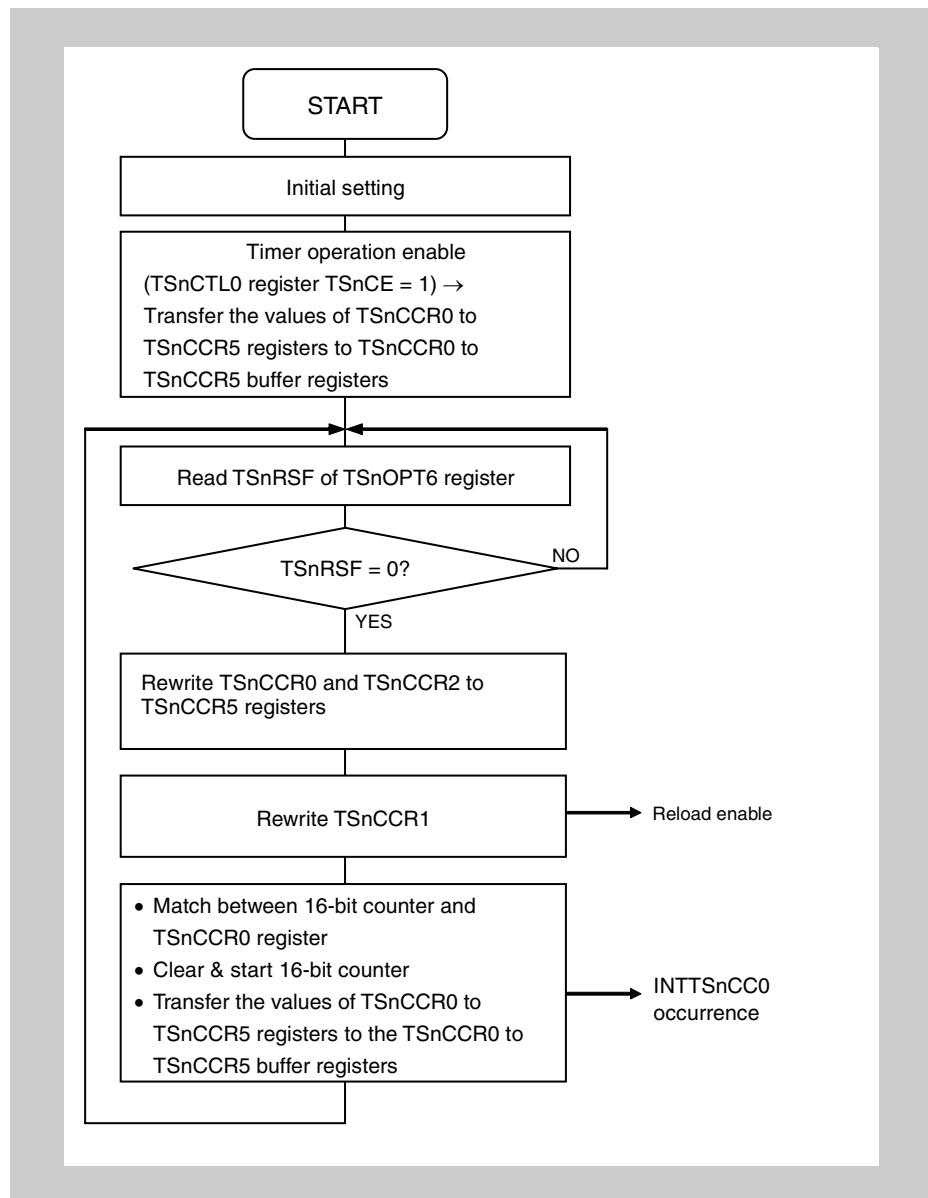 START
Initial setting
Timer operation enable
(TSnCTL0 register TSnCE = 1) →
Transfer the values of TSnCCR0 to
TSnCCR5 registers to TSnCCR0 to
TSnCCR5 buffer registers
Read TSnRSF of TSnOPT6 register
TSnRSF = 0?
NO
YES
Rewrite TSnCCR0 and TSnCCR2 to
TSnCCR5 registers
Rewrite TSnCCR1
Reload enable
• Match between 16-bit counter and
TSnCCR0 register
• Clear & start 16-bit counter
• Transfer the values of TSnCCR0 to
TSnCCR5 registers to the TSnCCR0 to
TSnCCR5 buffer registers
INTTSnCC0
occurrence